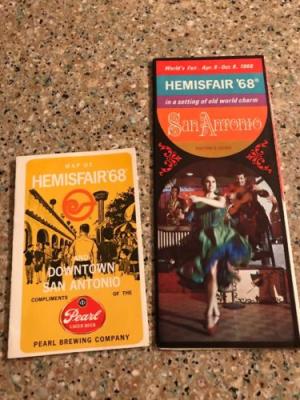 MAP OF
HEMISFAIR'68
AND
DOWNTOWN
SAN ANTONIO
COMPLIMENTS OF THE
Pearl
LAGER BEER
PEARL BREWING COMPANY
World's Fair · Apr. 6 - Oct. 6, 1968
HEMISFAIR '68®
in a setting of old world charm
San Antonio
VISITOR'S GUIDE